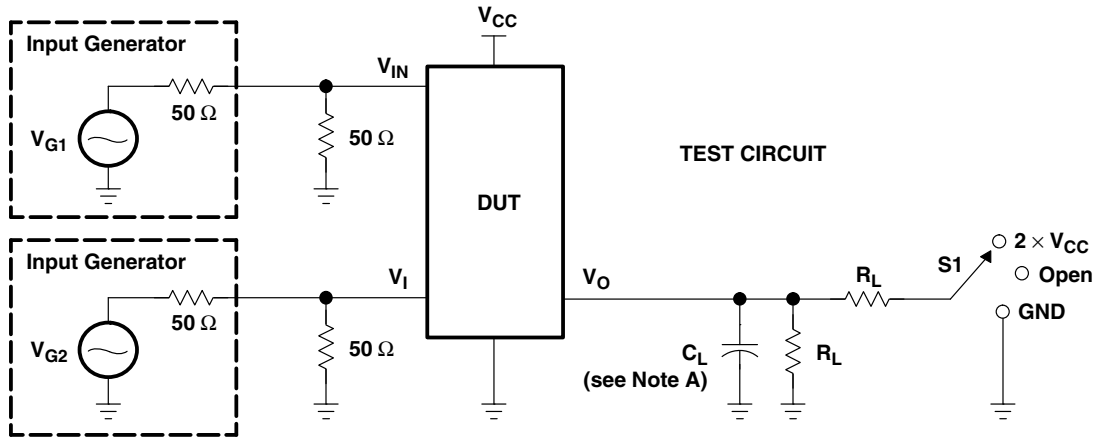 V_CC
Input Generator
V_IN
50 Ω
V_G1
50 Ω
TEST CIRCUIT
DUT
Input Generator
V_I
V_O
50 Ω
V_G2
50 Ω
R_L
S1
2 × V_CC
Open
GND
C_L
(see Note A)
R_L